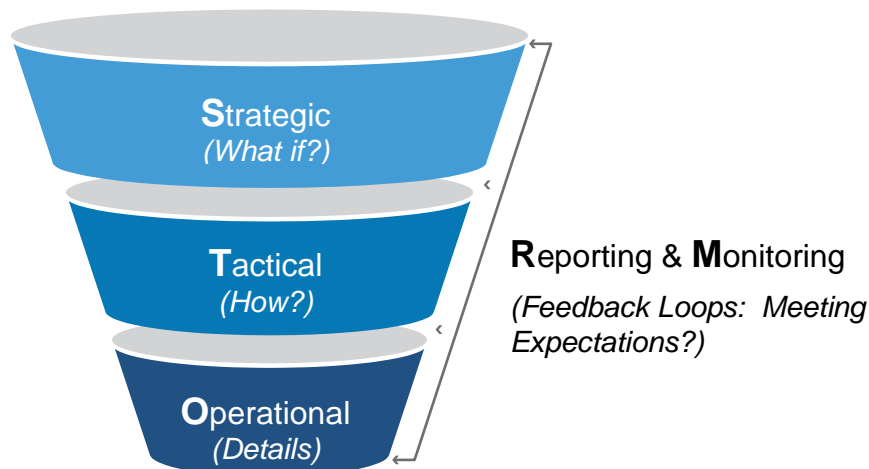 Strategic
(What if?)
Tactical
(How?)
Operational
(Details)
Reporting & Monitoring
(Feedback Loops: Meeting
Expectations?)